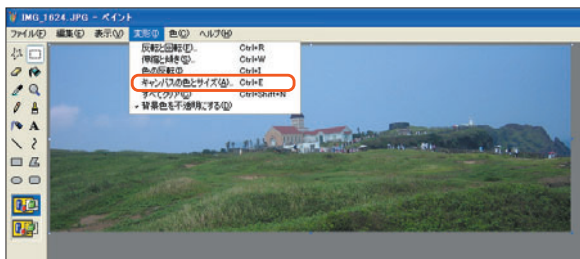 IMG_1624.JPG - ペイント
ファイル(F) 編集(E) 表示(V) 変形(I) 色(C) ヘルプ(H)
反転と回転(F)... Ctrl+R
伸縮と傾き(S)... Ctrl+W
色の反転(I) Ctrl+I
キャンバスの色とサイズ(A)... Ctrl+E
すべてクリア(C) Ctrl+Shift+N
背景色を不透明にする(D)
A